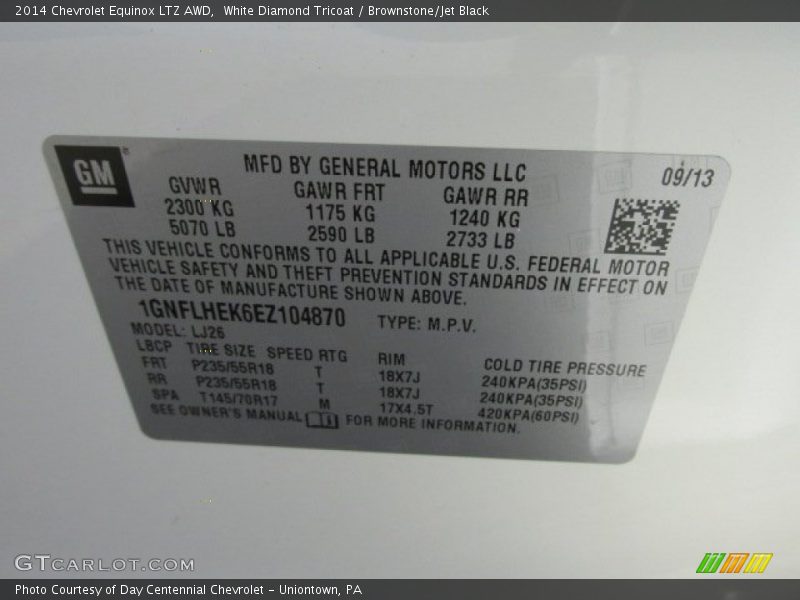 2014 Chevrolet Equinox LTZ AWD,  White Diamond Tricoat / Brownstone/Jet Black
GM
MFD BY GENERAL MOTORS LLC
09/13
GVWR GAWR FRT GAWR RR
2300 KG 1175 KG 1240 KG
5070 LB 2590 LB 2733 LB
THIS VEHICLE CONFORMS TO ALL APPLICABLE U.S. FEDERAL MOTOR
VEHICLE SAFETY AND THEFT PREVENTION STANDARDS IN EFFECT ON
THE DATE OF MANUFACTURE SHOWN ABOVE.
1GNFLHEK6EZ104870 TYPE: M.P.V.
MODEL: LJ26
LBCP TIRE SIZE SPEED RTG RIM COLD TIRE PRESSURE
FRT P235/55R18 T 18X7J 240KPA(35PSI)
RR P235/55R18 T 18X7J 240KPA(35PSI)
SPA T145/70R17 M 17X4.5T 420KPA(60PSI)
SEE OWNER'S MANUAL FOR MORE INFORMATION.
GTCARLOT.COM
Photo Courtesy of Day Centennial Chevrolet - Uniontown, PA